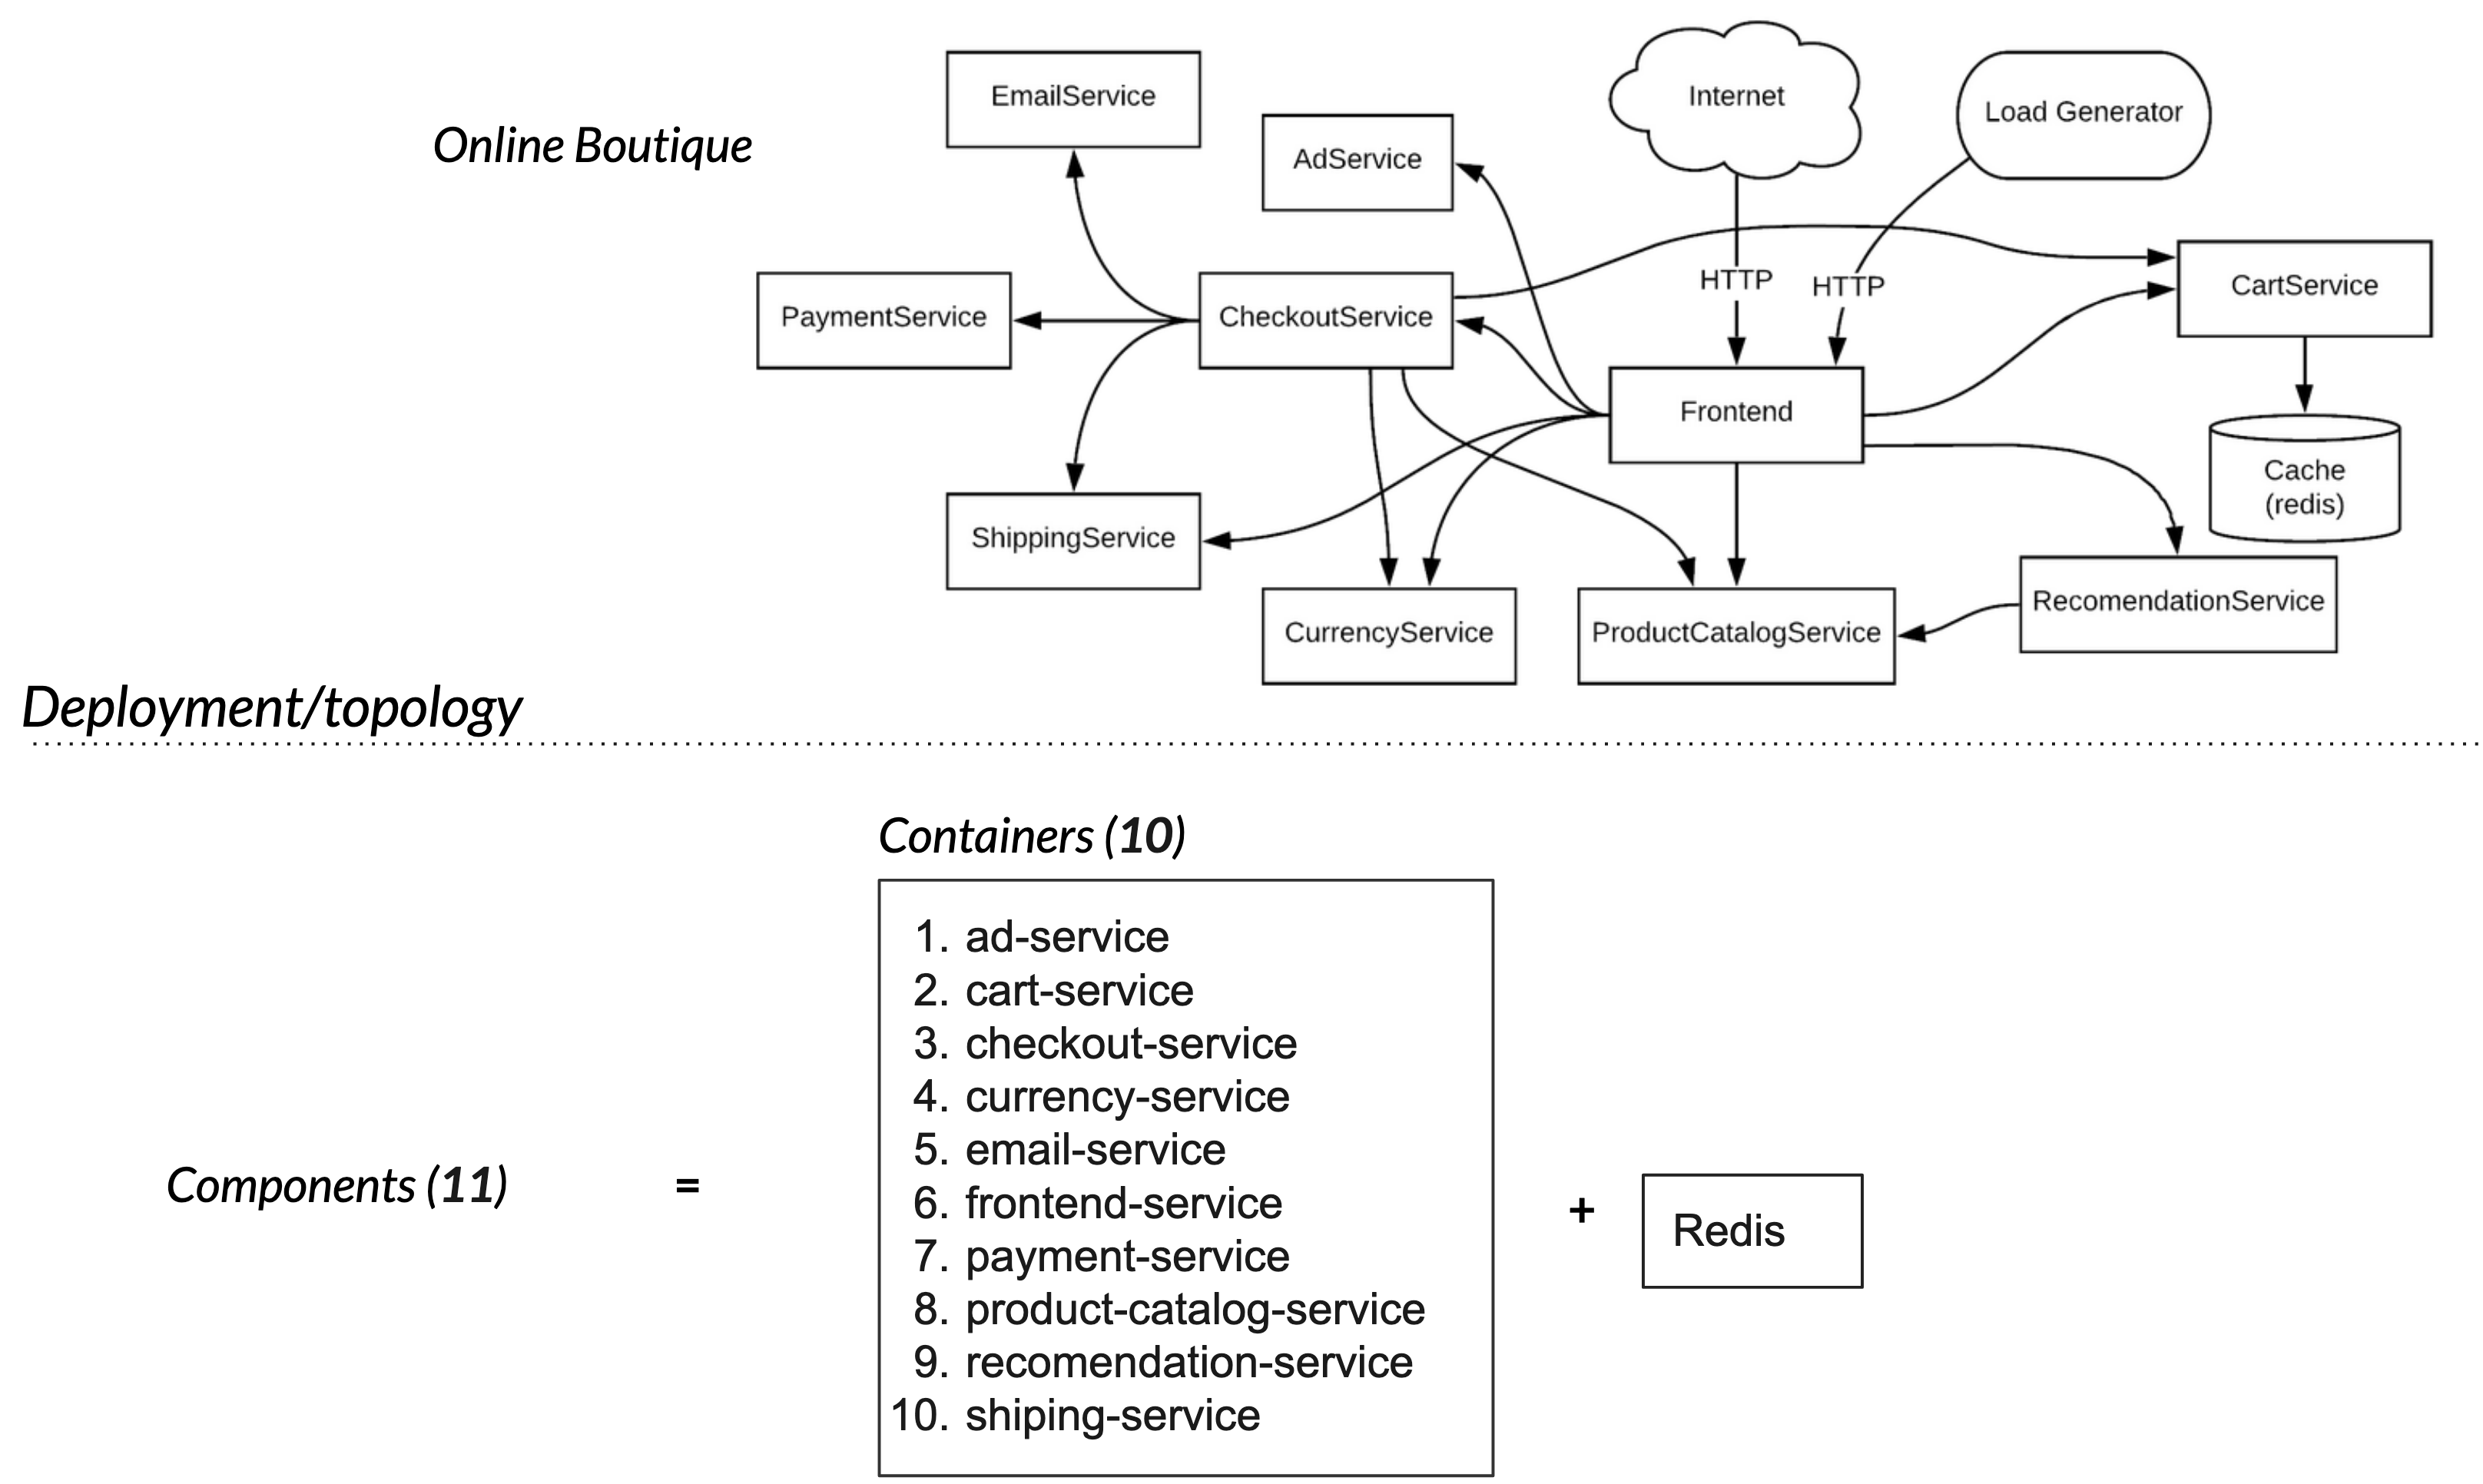 Online Boutique
EmailService
AdService
Internet
Load Generator
HTTP
HTTP
PaymentService
CheckoutService
CartService
Frontend
Cache
(redis)
ShippingService
CurrencyService
ProductCatalogService
RecomendationService
Deployment/topology
Containers (10)
1. ad-service
2. cart-service
3. checkout-service
4. currency-service
5. email-service
6. frontend-service
7. payment-service
8. product-catalog-service
9. recomendation-service
10. shiping-service
Components (11)
=
+
Redis